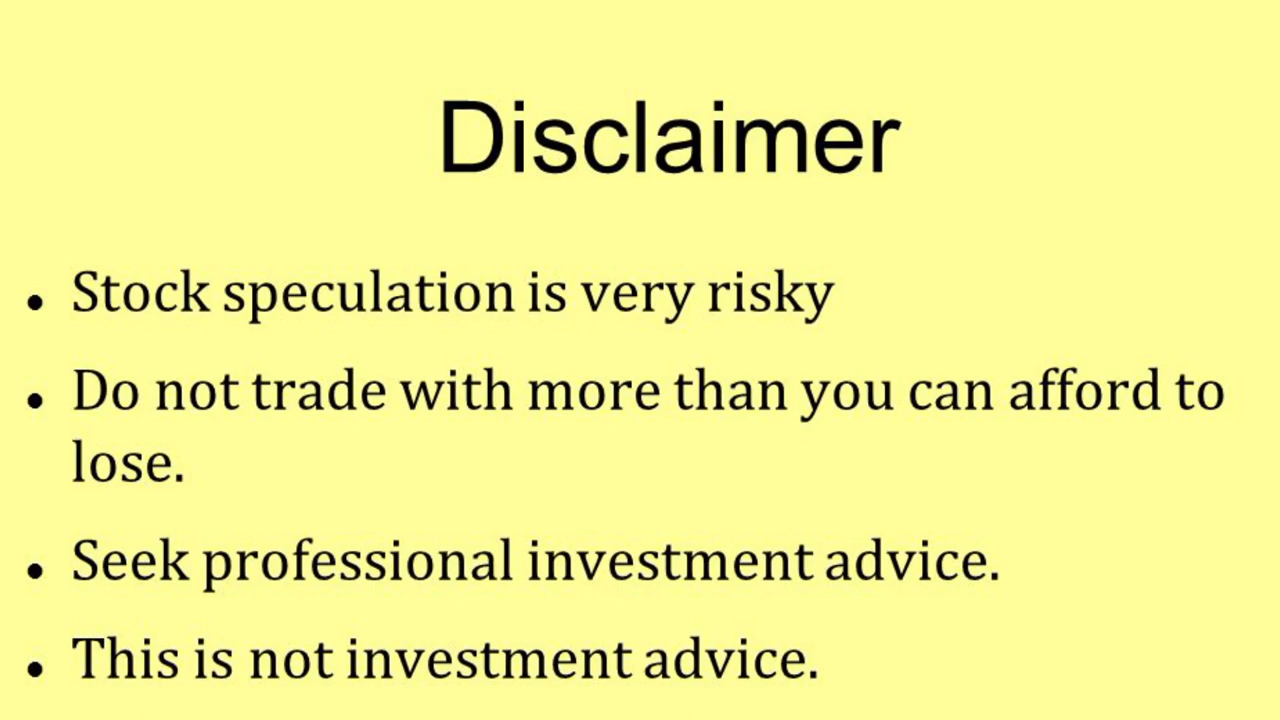 Disclaimer
• Stock speculation is very risky
• Do not trade with more than you can afford to
lose.
• Seek professional investment advice.
• This is not investment advice.